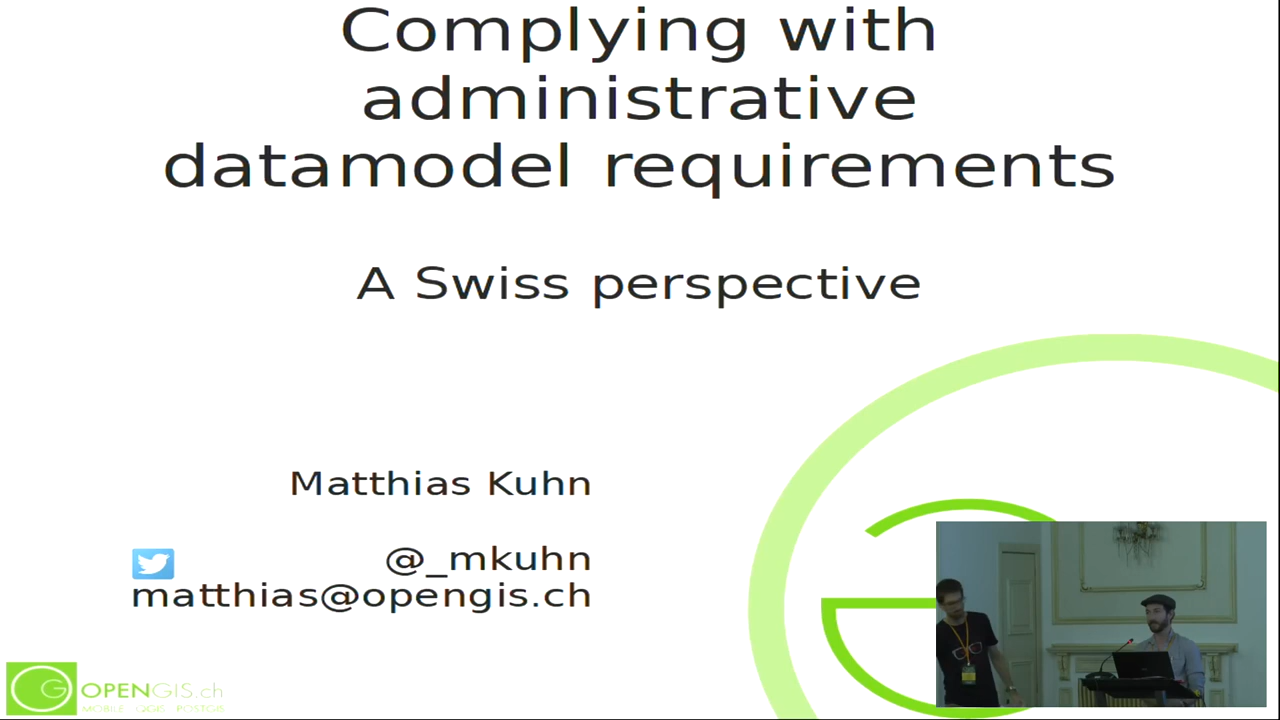 Complying with
administrative
datamodel requirements
A Swiss perspective
Matthias Kuhn
@_mkuhn
matthias@opengis.ch
OPENGIS.ch
MOBILE QGIS POSTGIS